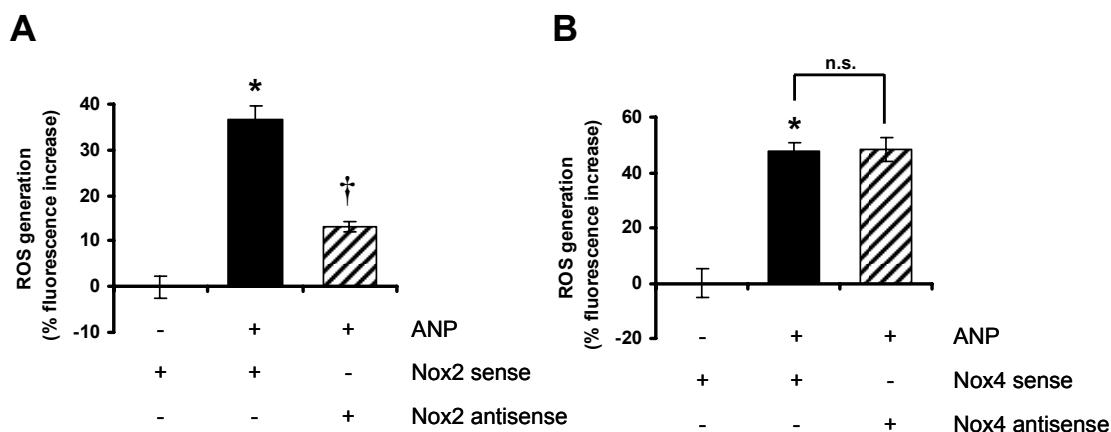 A
ROS generation
(% fluorescence increase)
40
30
20
10
0
-10
*
†
- + + ANP
+ + - Nox2 sense
- - + Nox2 antisense
B
ROS generation
(% fluorescence increase)
60
40
20
0
-20
n.s.
*
- + + ANP
+ + - Nox4 sense
- - + Nox4 antisense